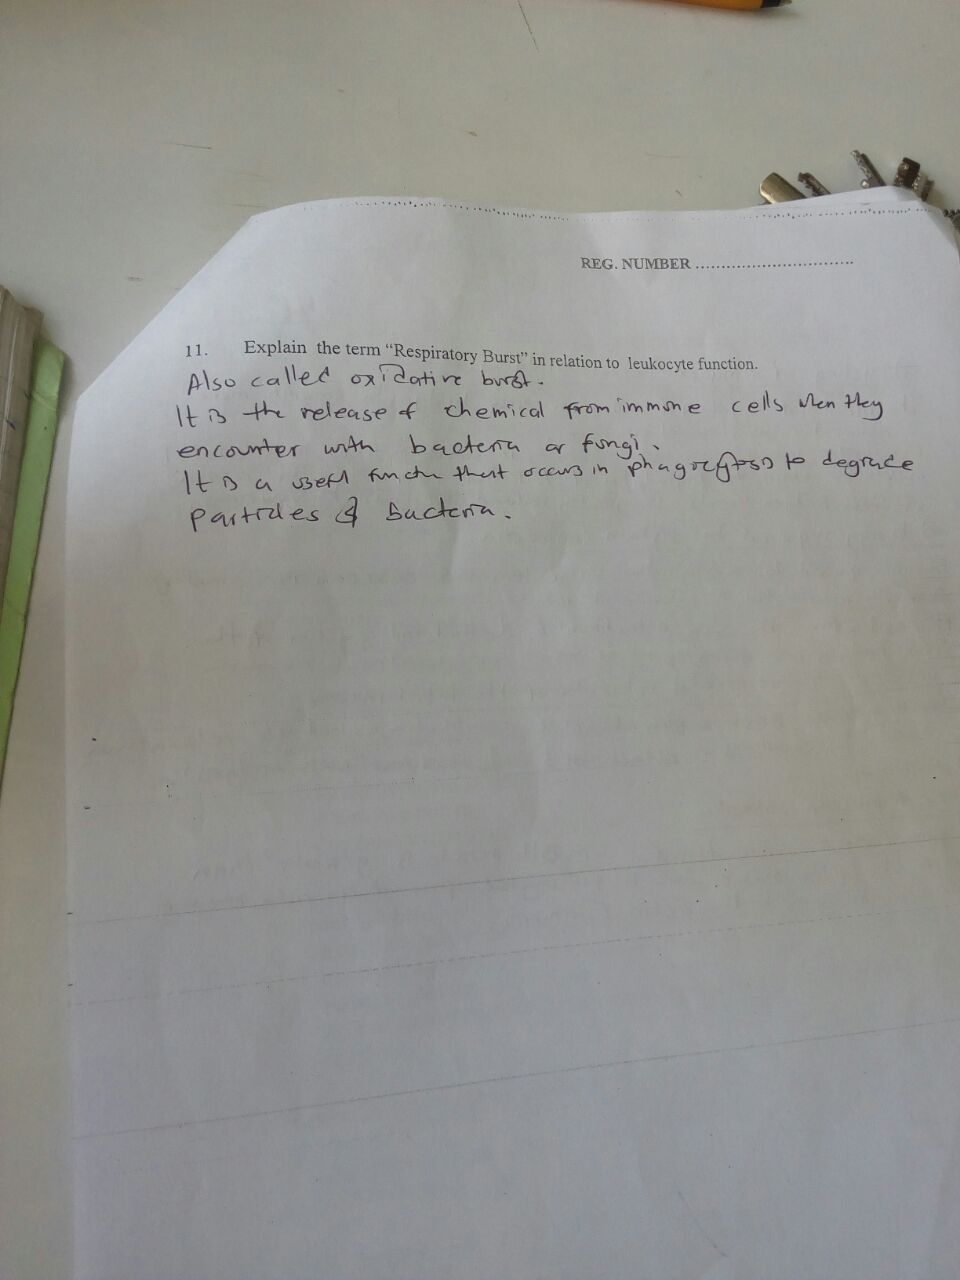 REG. NUMBER ..............................
11. Explain the term “Respiratory Burst” in relation to leukocyte function.
Also called oxidative burst.
It is the release of chemical from immune cells when they
encounter with bacteria or fungi.
It is a useful function that occurs in phagocytosis to degrade
particles & bacteria.